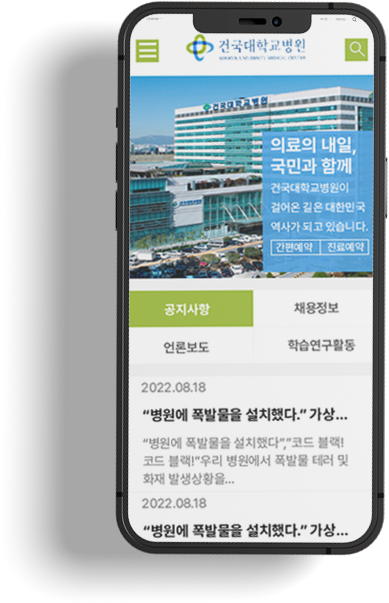 건국대학교병원
KONKUK UNIVERSITY MEDICAL CENTER
건국대학교병원
의료의 내일,
국민과 함께
건국대학교병원이
걸어온 길은 대한민국
역사가 되고 있습니다.
간편예약 진료예약
공지사항 채용정보
언론보도 학습연구활동
2022.08.18
“병원에 폭발물을 설치했다.” 가상...
“병원에 폭발물을 설치했다”,”코드 블랙!
코드 블랙!”우리 병원에서 폭발물 테러 및
화재 발생상황을...
2022.08.18
“병원에 폭발물을 설치했다.” 가상...